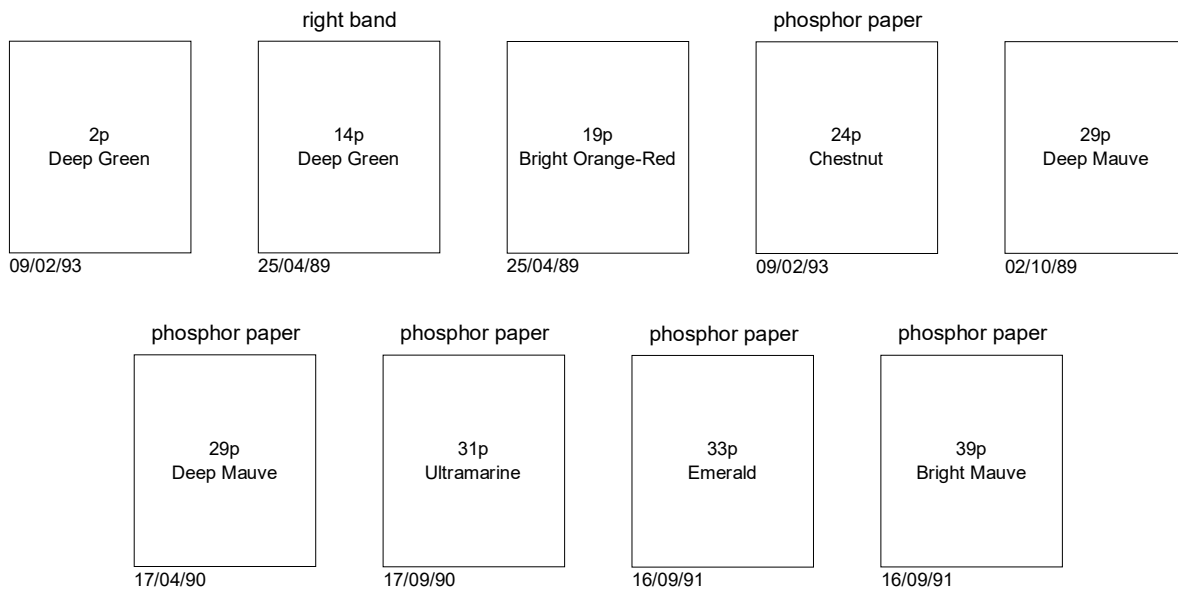 right band
phosphor paper
2p
Deep Green
14p
Deep Green
19p
Bright Orange-Red
24p
Chestnut
29p
Deep Mauve
09/02/93
25/04/89
25/04/89
09/02/93
02/10/89
phosphor paper
phosphor paper
phosphor paper
phosphor paper
29p
Deep Mauve
31p
Ultramarine
33p
Emerald
39p
Bright Mauve
17/04/90
17/09/90
16/09/91
16/09/91